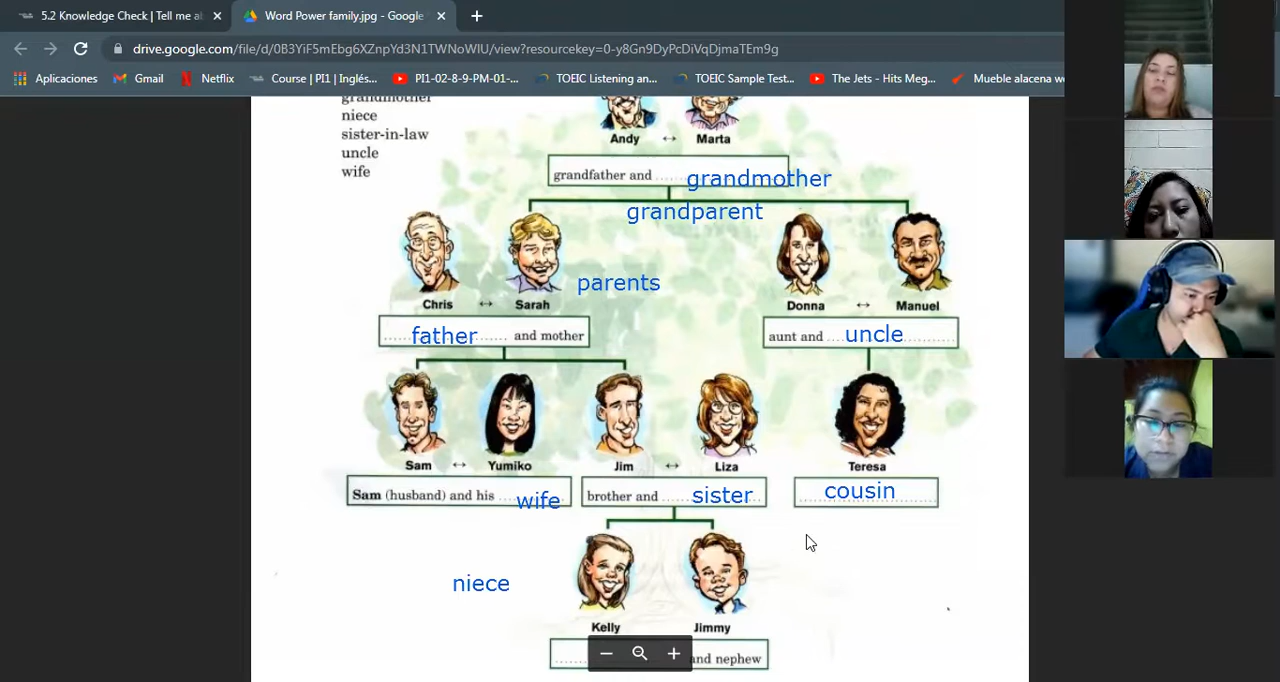 5.2 Knowledge Check | Tell me a
Word Power family.jpg - Google
drive.google.com/file/d/0B3YiF5mEbg6XZnpYd3N1TWNoWlU/view?resourcekey=0-y8Gn9DyPcDiVqDjmaTEm9g
Aplicaciones Gmail Netflix Course | PI1 | Inglés... PI1-02-8-9-PM-01-... TOEIC Listening an... TOEIC Sample Test... The Jets - Hits Meg... Mueble alacena
grandmother
niece
sister-in-law
uncle
wife
Andy ↔ Marta
grandfather and ...... grandmother
grandparent
parents
Chris ↔ Sarah
Donna ↔ Manuel
father and mother
aunt and uncle
Sam ↔ Yumiko
Jim ↔ Liza
Teresa
Sam (husband) and his wife
brother and sister
cousin
niece
Kelly
Jimmy
and nephew